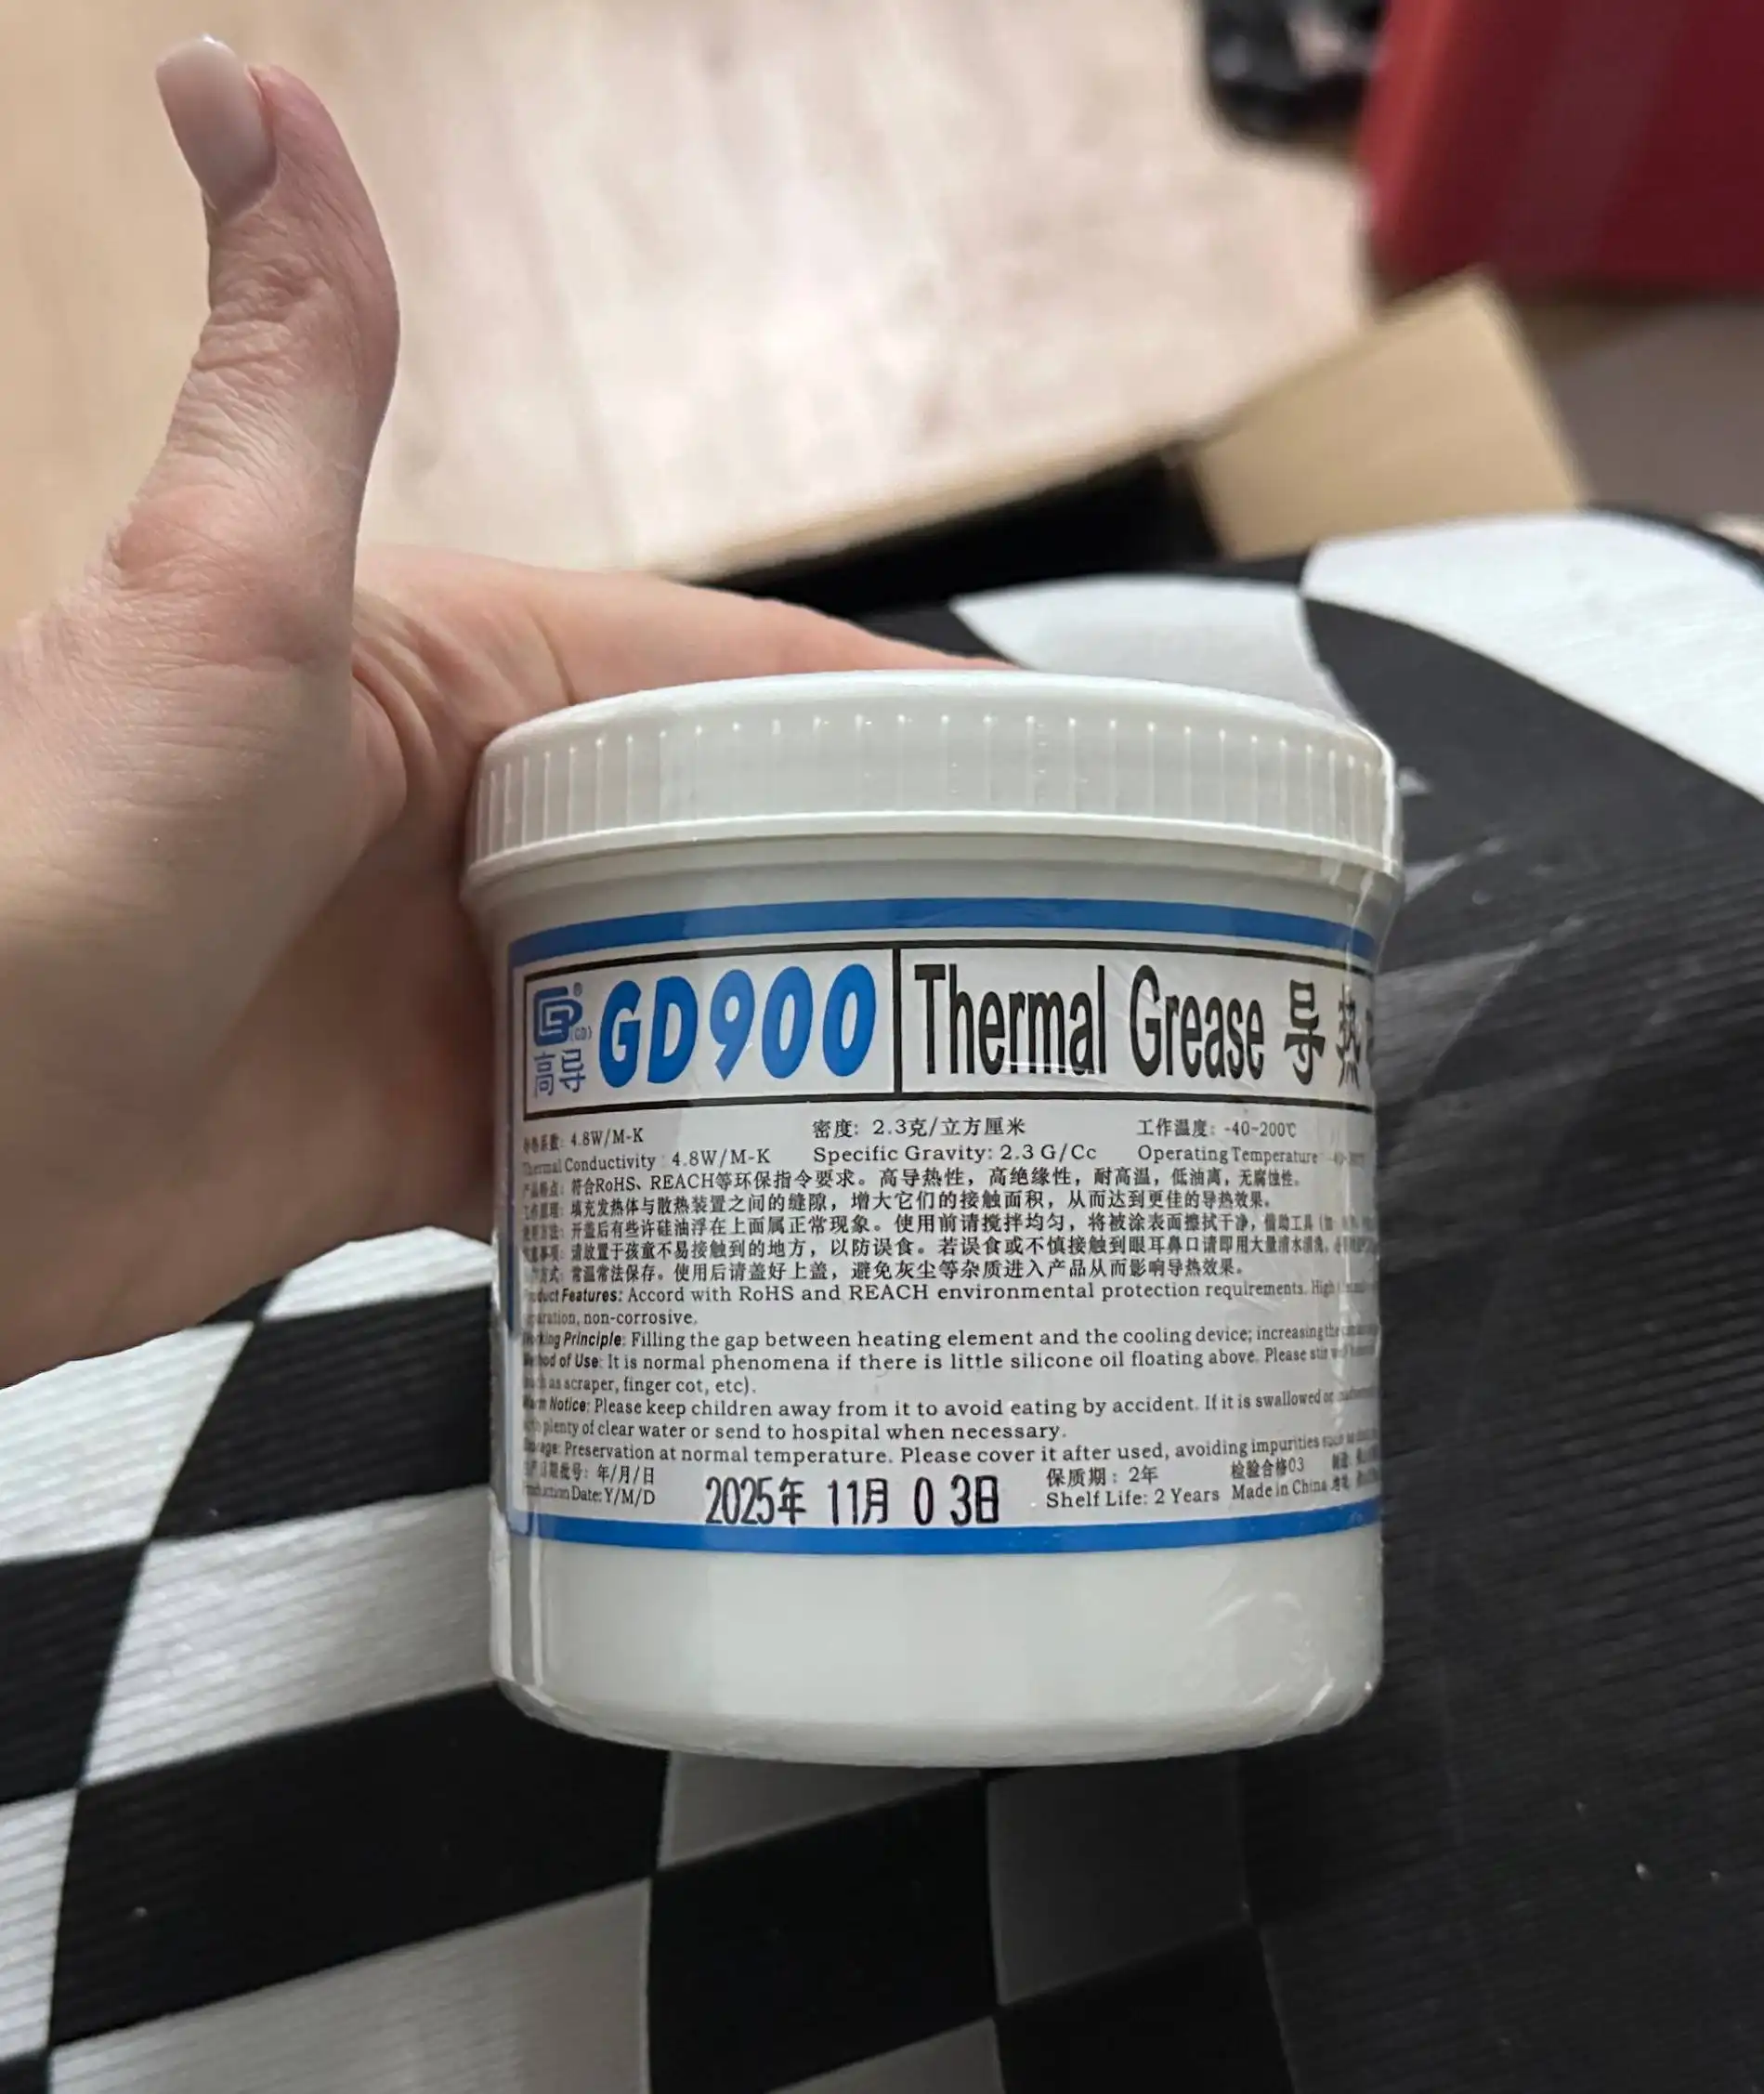 GD®
(GD)
高导
GD900
Thermal Grease 导热
系数: 4.8W/M-K
密度: 2.3克/立方厘米
工作温度: -40~200℃
Thermal Conductivity: 4.8W/M-K
Specific Gravity: 2.3 G/Cc
Operating Temperature
产品特点: 符合RoHS、REACH等环保指令要求。高导热性，高绝缘性，耐高温，低油离，无腐蚀性。
工作原理: 填充发热体与散热装置之间的缝隙，增大它们的接触面积，从而达到更佳的导热效果。
使用方法: 开盖后有些许硅油浮在上面属正常现象。使用前请搅拌均匀，将被涂表面擦拭干净，借助工具
事项: 请放置于孩童不易接触到的地方，以防误食。若误食或不慎接触到眼耳鼻口请即用大量清水清洗，
方式: 常温常法保存。使用后请盖好上盖，避免灰尘等杂质进入产品从而影响导热效果。
Product Features: Accord with RoHS and REACH environmental protection requirements. High
non-corrosive.
Working Principle: Filling the gap between heating element and the cooling device; increasing the
Method of Use: It is normal phenomena if there is little silicone oil floating above. Please stir
as scraper, finger cot, etc).
Warm Notice: Please keep children away from it to avoid eating by accident. If it is swallowed or
plenty of clear water or send to hospital when necessary.
Storage: Preservation at normal temperature. Please cover it after used, avoiding impurities
日期批号: 年/月/日
Production Date: Y/M/D
2025年 11月 0 3日
保质期: 2年
Shelf Life: 2 Years
检验合格03
Made in China